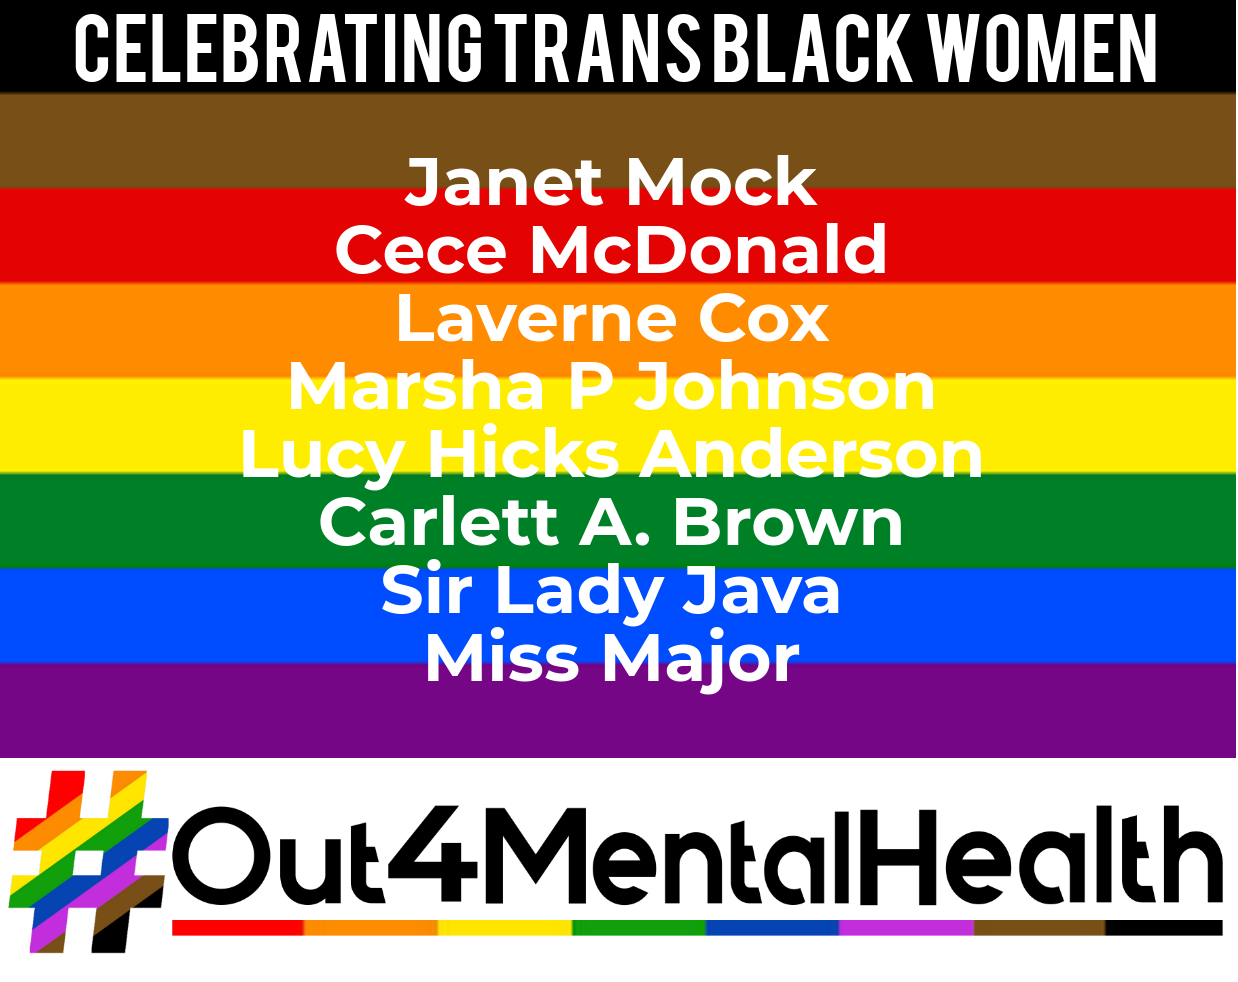 CELEBRATING TRANS BLACK WOMEN
Janet Mock
Cece McDonald
Laverne Cox
Marsha P Johnson
Lucy Hicks Anderson
Carlett A. Brown
Sir Lady Java
Miss Major
#Out4MentalHealth